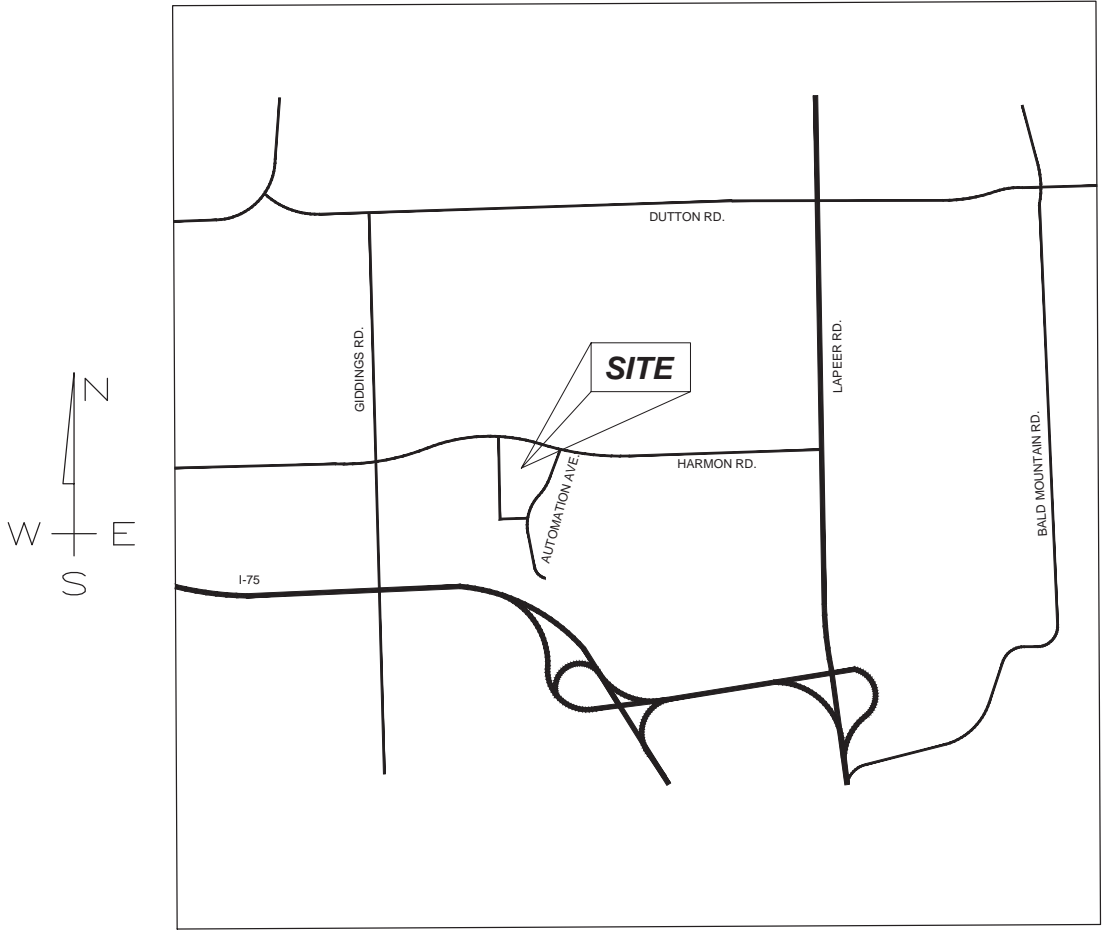 DUTTON RD.
GIDDINGS RD.
LAPEER RD.
SITE
N
HARMON RD.
AUTOMATION AVE.
BALD MOUNTAIN RD.
W
E
S
I-75